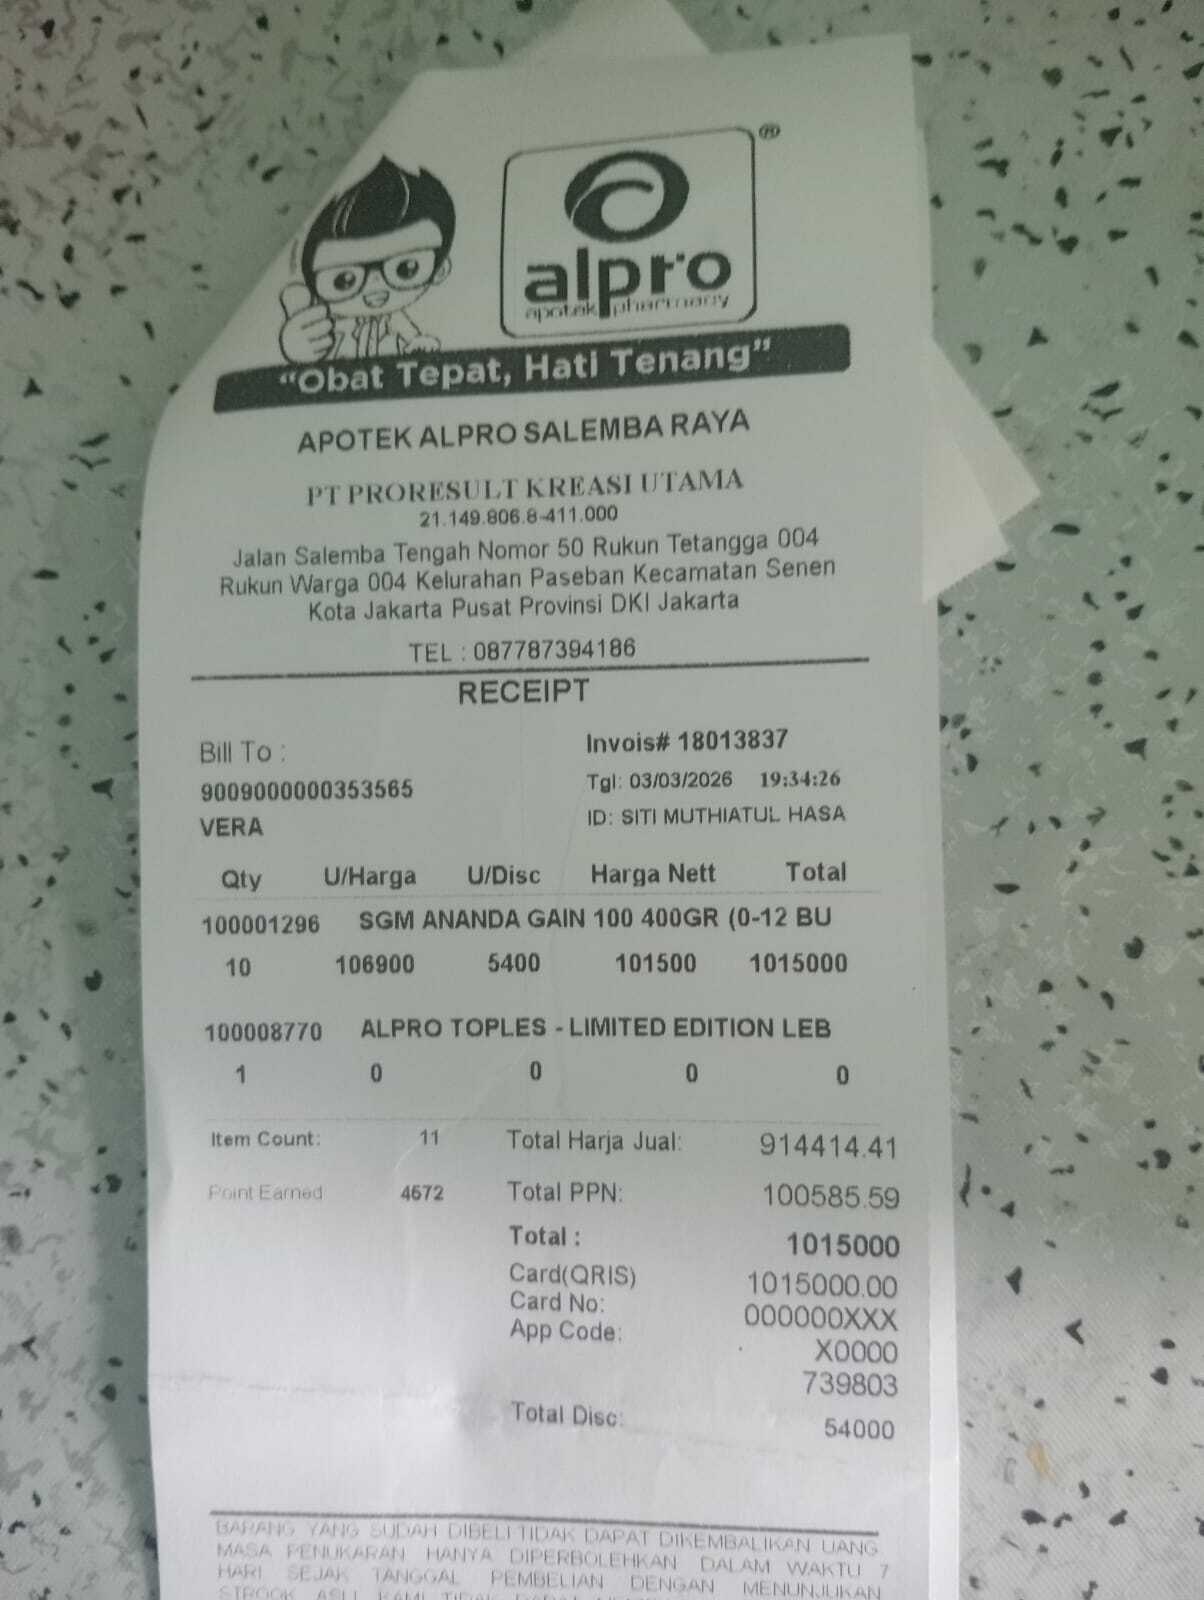 ®
alpro
apotek pharmacy
"Obat Tepat, Hati Tenang"
APOTEK ALPRO SALEMBA RAYA
PT PRORESULT KREASI UTAMA
21.149.806.8-411.000
Jalan Salemba Tengah Nomor 50 Rukun Tetangga 004
Rukun Warga 004 Kelurahan Paseban Kecamatan Senen
Kota Jakarta Pusat Provinsi DKI Jakarta
TEL : 087787394186
RECEIPT
Bill To : Invois# 18013837
9009000000353565 Tgl: 03/03/2026 19:34:26
VERA ID: SITI MUTHIATUL HASA
Qty U/Harga U/Disc Harga Nett Total
100001296 SGM ANANDA GAIN 100 400GR (0-12 BU
10 106900 5400 101500 1015000
100008770 ALPRO TOPLES - LIMITED EDITION LEB
1 0 0 0 0
Item Count: 11 Total Harja Jual: 914414.41
Point Earned 4572 Total PPN: 100585.59
Total : 1015000
Card(QRIS) 1015000.00
Card No: 000000XXX
App Code: X0000
739803
Total Disc: 54000
BARANG YANG SUDAH DIBELI TIDAK DAPAT DIKEMBALIKAN UANG
MASA PENUKARAN HANYA DIPERBOLEHKAN DALAM WAKTU 7
HARI SEJAK TANGGAL PEMBELIAN DENGAN MENUNJUKAN
STROOK ASLI KAMI TIDAK